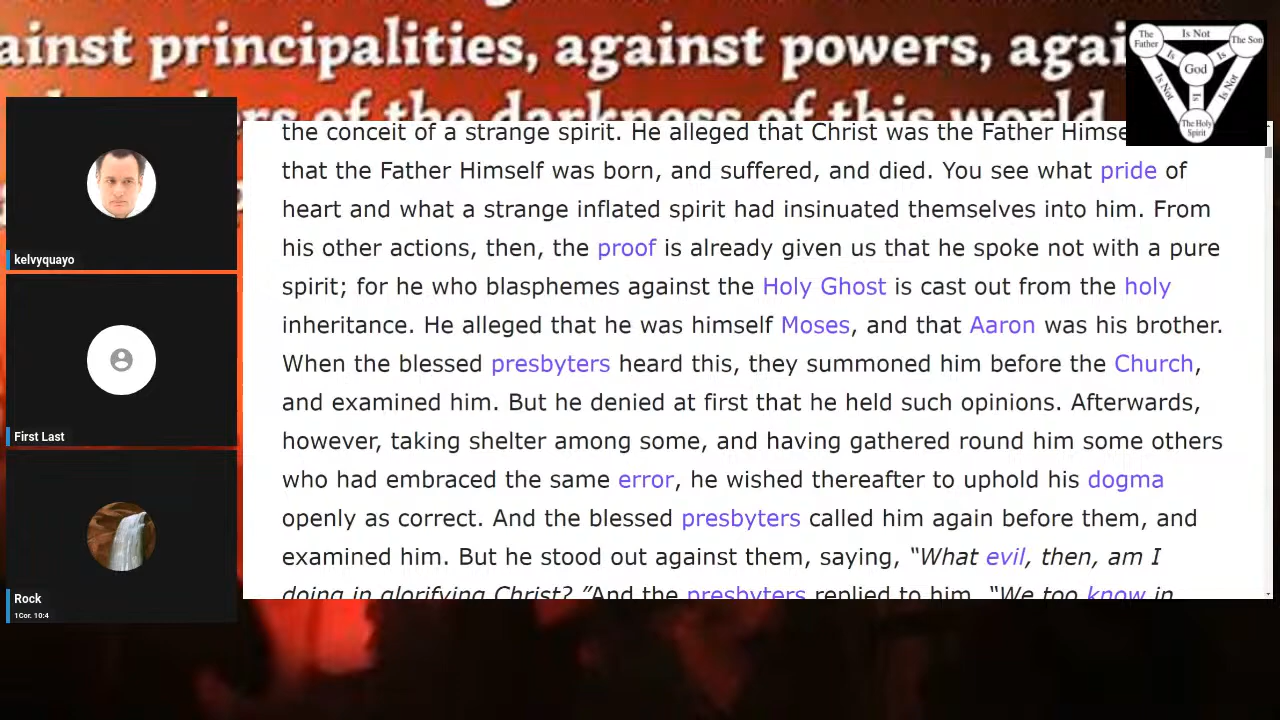 ainst principalities, against powers, agai
of the darkness of this world
The Father
Is Not
The Son
Is
God
Is
Is Not
Is
Is Not
The Holy Spirit
kelvyquayo
First Last
Rock
1Cor. 10:4
the conceit of a strange spirit. He alleged that Christ was the Father Himse
that the Father Himself was born, and suffered, and died. You see what pride of
heart and what a strange inflated spirit had insinuated themselves into him. From
his other actions, then, the proof is already given us that he spoke not with a pure
spirit; for he who blasphemes against the Holy Ghost is cast out from the holy
inheritance. He alleged that he was himself Moses, and that Aaron was his brother.
When the blessed presbyters heard this, they summoned him before the Church,
and examined him. But he denied at first that he held such opinions. Afterwards,
however, taking shelter among some, and having gathered round him some others
who had embraced the same error, he wished thereafter to uphold his dogma
openly as correct. And the blessed presbyters called him again before them, and
examined him. But he stood out against them, saying, “What evil, then, am I
doing in glorifying Christ? ”And the presbyters replied to him, “We too know in